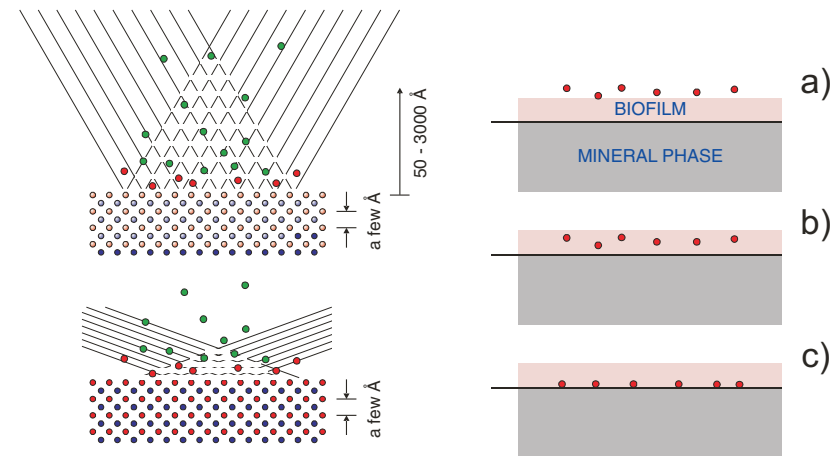 50 - 3000 Å
a few Å
a few Å
a)
BIOFILM
MINERAL PHASE
b)
c)